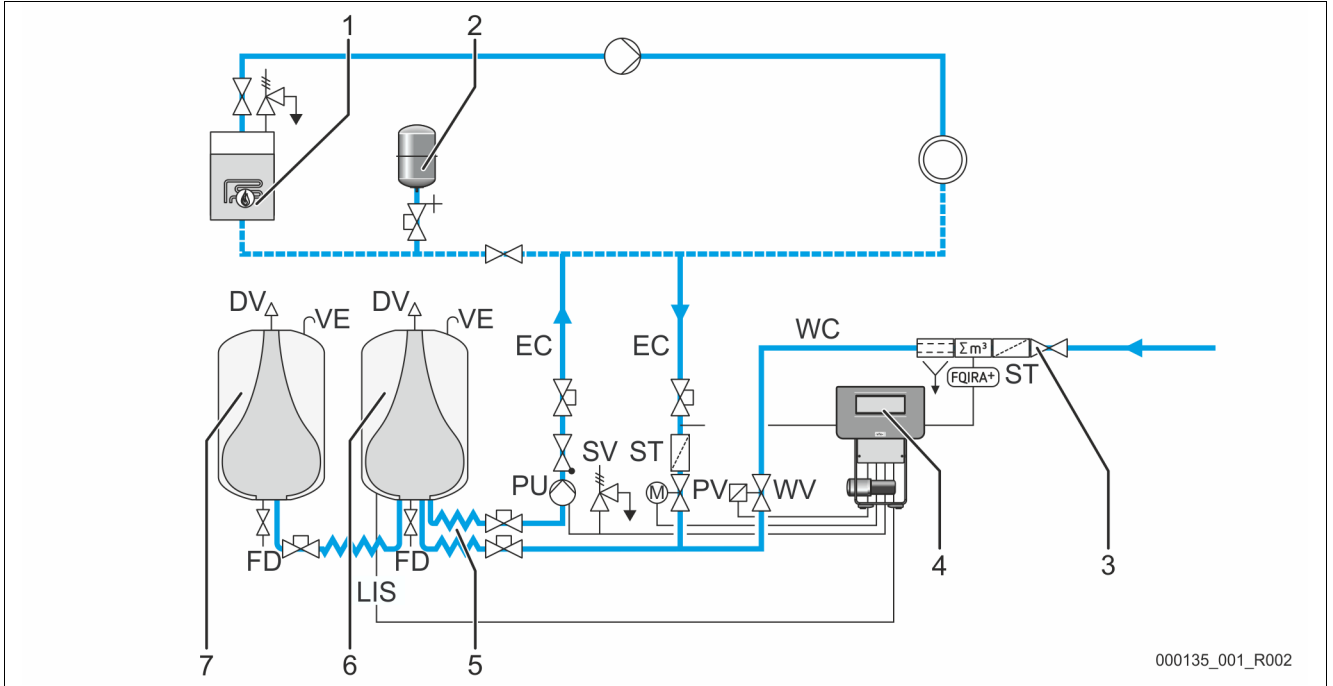 1 2
DV VE DV VE
EC EC WC
Σm³
FQIRA+ ST
SV ST
PU M PV WV
FD FD
LIS
7 6 5 4 3
000135_001_R002